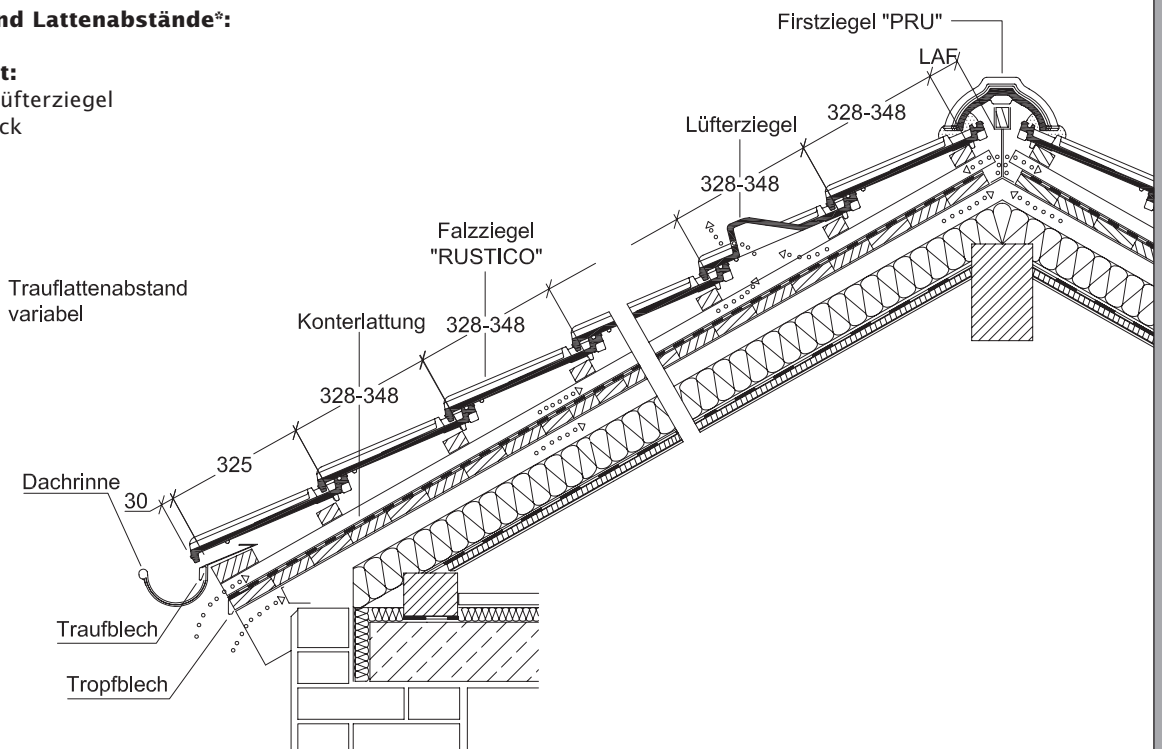 nd Lattenabstände*:
t:
üfterziegel
ck
Firstziegel "PRU"
LAF
328-348
Lüfterziegel
328-348
Falzziegel
"RUSTICO"
Trauflattenabstand
variabel
Konterlattung
328-348
328-348
325
Dachrinne
30
Traufblech
Tropfblech